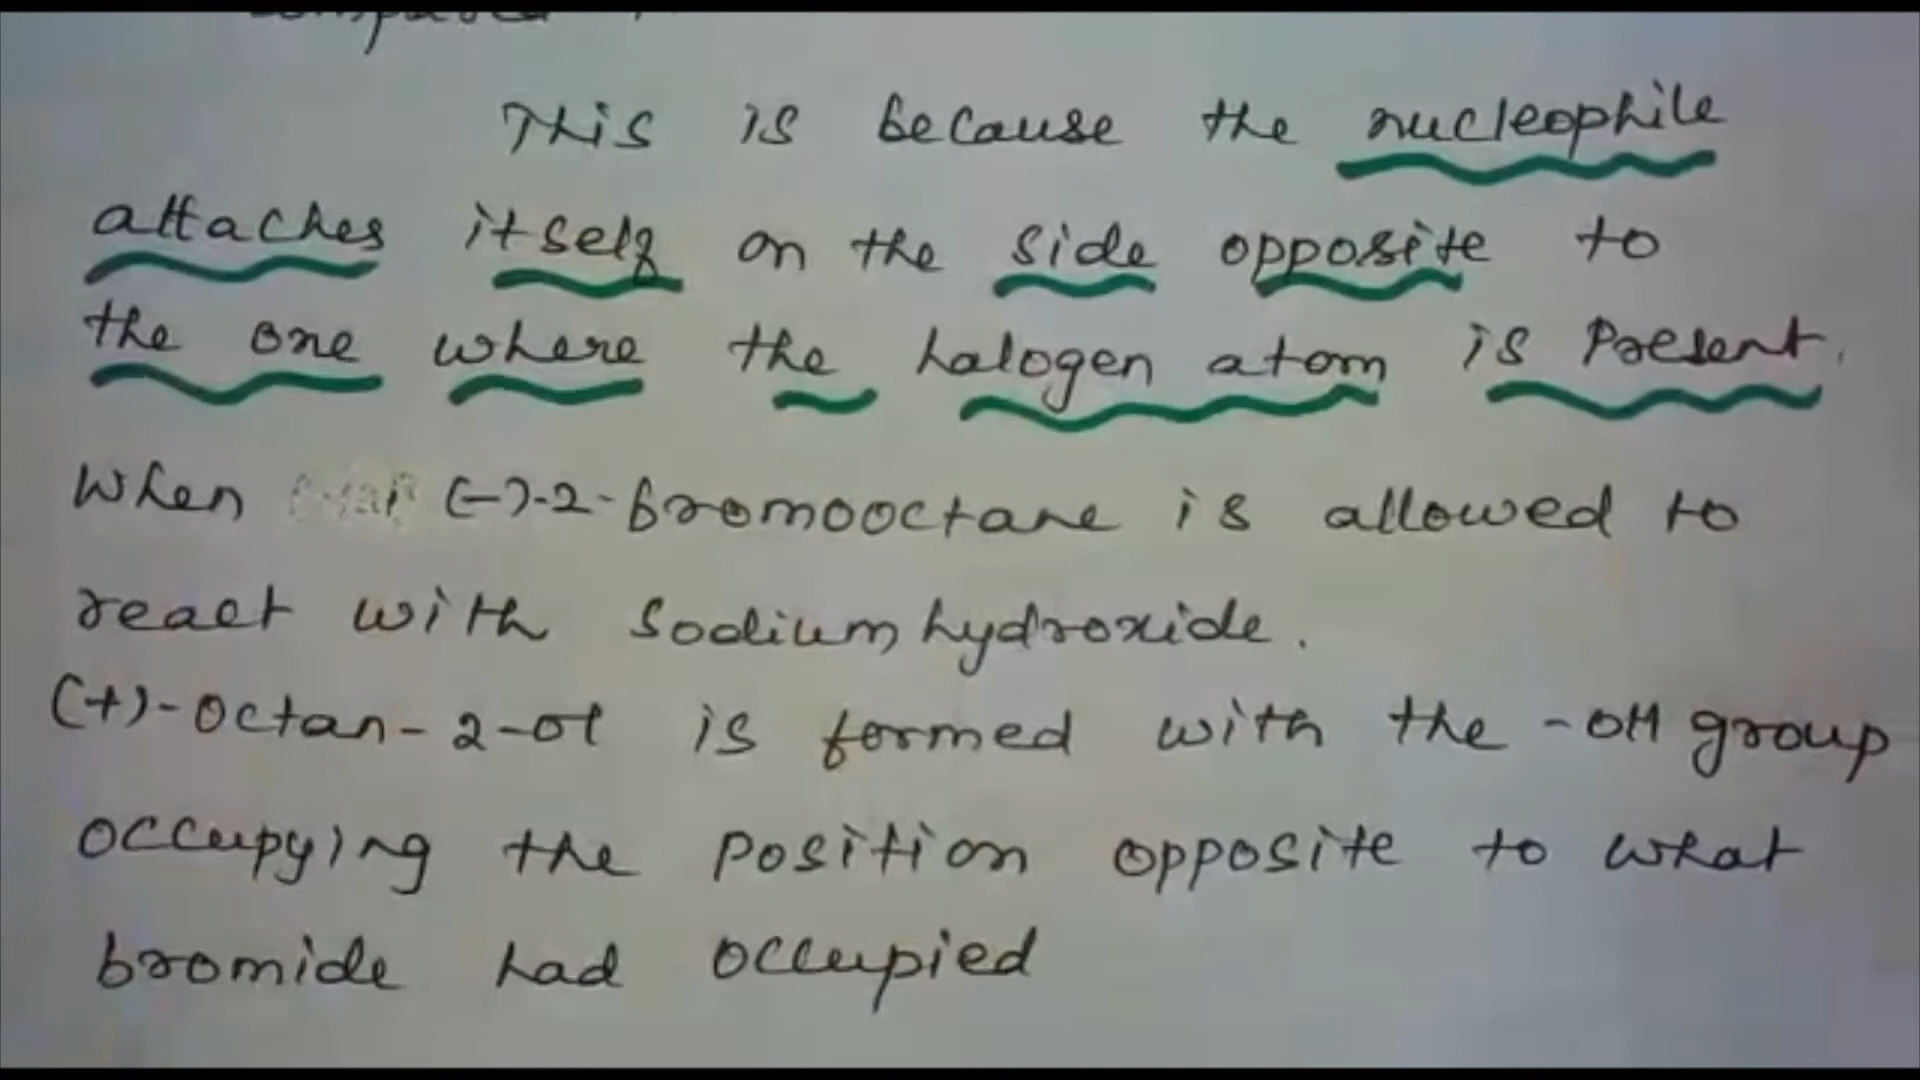 This is because the nucleophile
attaches itself on the side opposite to
the one where the halogen atom is Present.
When (-)-2-bromooctane is allowed to
react with Sodium hydroxide.
(+)-Octan-2-ol is formed with the -OH group
occupying the position opposite to what
bromide had occupied